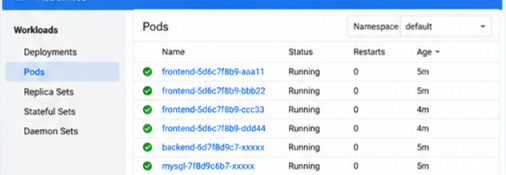 Workloads
Deployments
Pods
Replica Sets
Stateful Sets
Daemon Sets
Pods
Namespace default
Name Status Restarts Age
frontend-5d6c7f8b9-aaa11 Running 0 5m
frontend-5d6c7f8b9-bbb22 Running 0 5m
frontend-5d6c7f8b9-ccc33 Running 0 4m
frontend-5d6c7f8b9-ddd44 Running 0 4m
backend-6d7f8d9c7-xxxxx Running 0 5m
mysql-7f8d9c6b7-xxxxx Running 0 5m